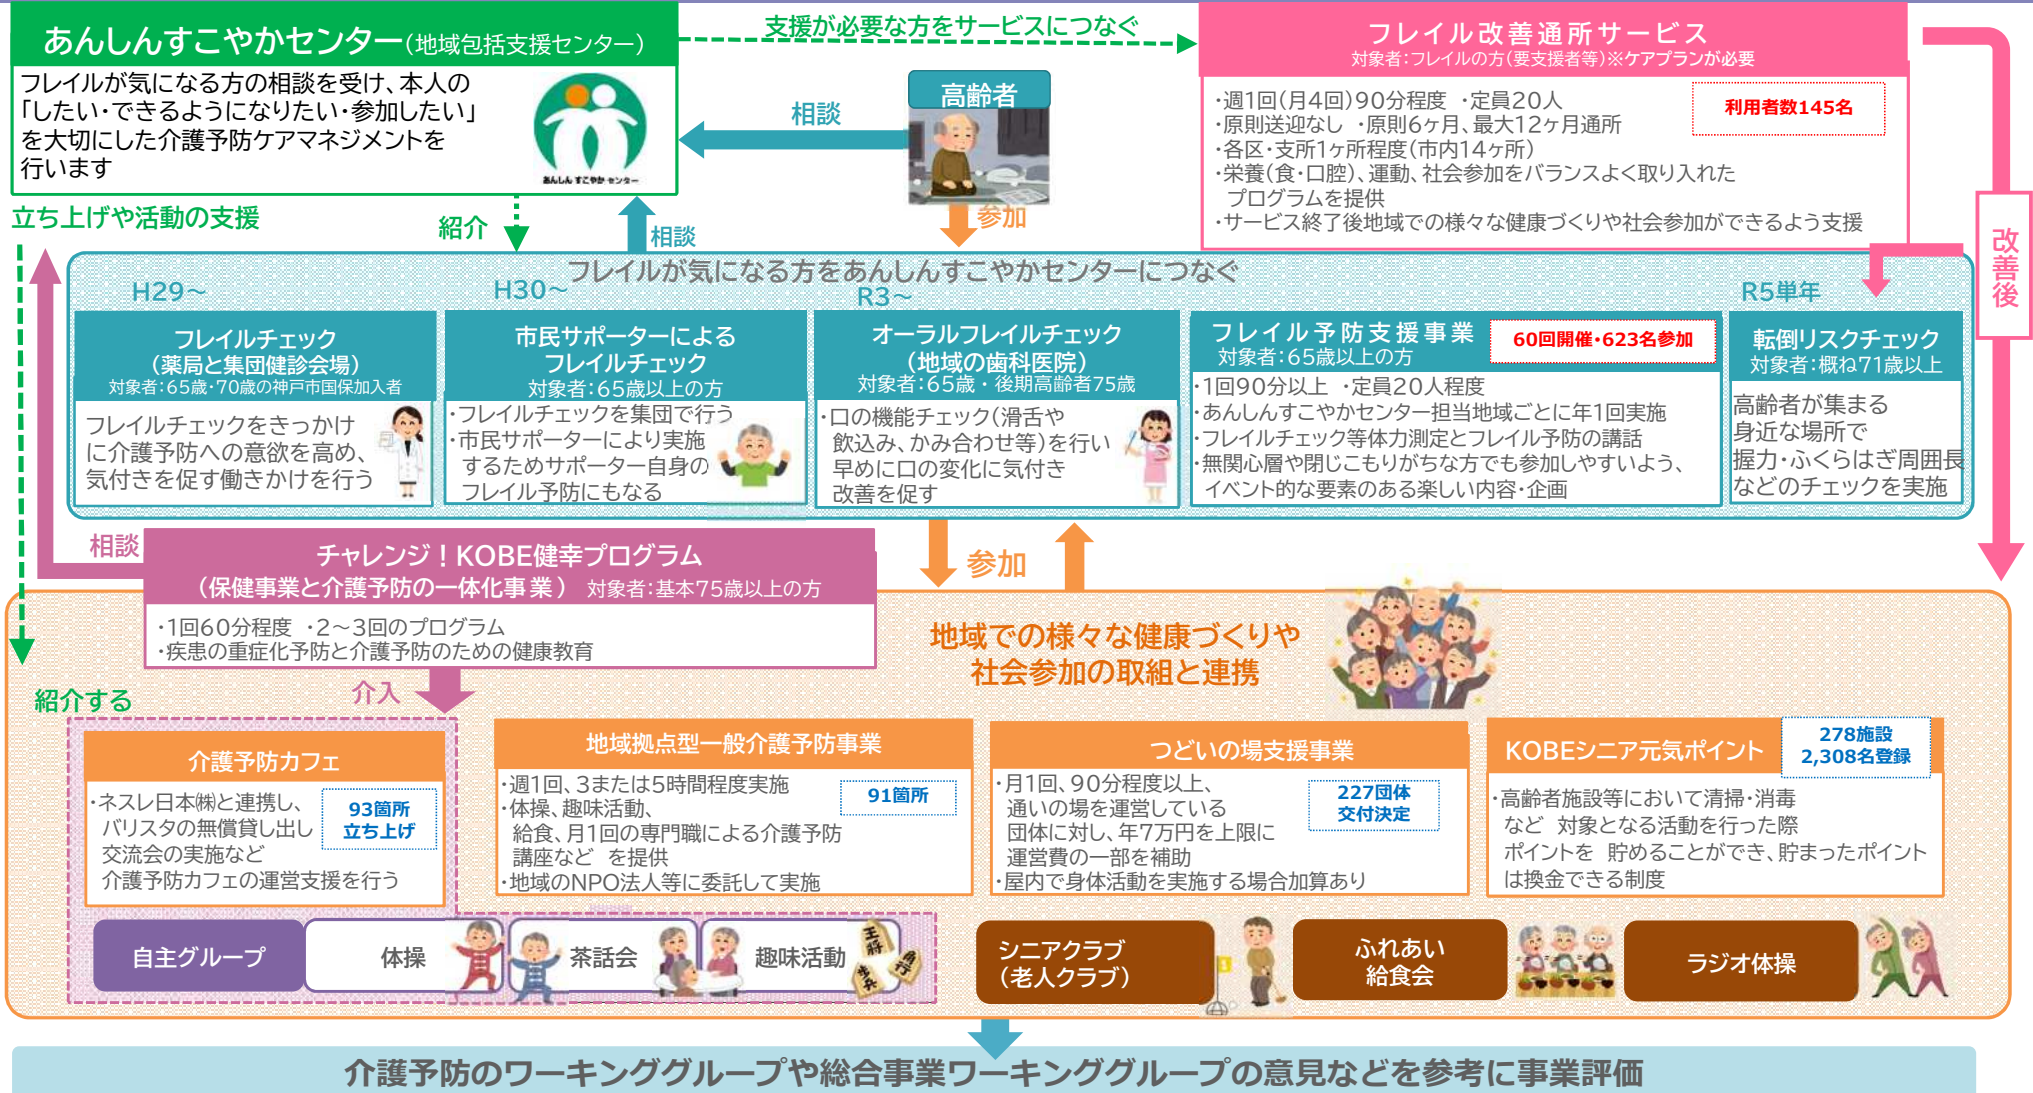 あんしんすこやかセンター(地域包括支援センター)
フレイルが気になる方の相談を受け、本人の
「したい・できるようになりたい・参加したい」
を大切にした介護予防ケアマネジメントを
行います
あんしん すこやか センター
支援が必要な方をサービスにつなぐ
相談
高齢者
参加
フレイル改善通所サービス
対象者:フレイルの方(要支援者等)※ケアプランが必要
・週1回(月4回)90分程度 ・定員20人
・原則送迎なし ・原則6ヶ月、最大12ヶ月通所
・各区・支所1ヶ所程度(市内14ヶ所)
・栄養(食・口腔)、運動、社会参加をバランスよく取り入れた
プログラムを提供
・サービス終了後地域での様々な健康づくりや社会参加ができるよう支援
利用者数145名
改善後
立ち上げや活動の支援
紹介
相談
フレイルが気になる方をあんしんすこやかセンターにつなぐ
H29~
フレイルチェック
(薬局と集団健診会場)
対象者:65歳・70歳の神戸市国保加入者
フレイルチェックをきっかけ
に介護予防への意欲を高め、
気付きを促す働きかけを行う
H30~
市民サポーターによる
フレイルチェック
対象者:65歳以上の方
・フレイルチェックを集団で行う
・市民サポーターにより実施
するためサポーター自身の
フレイル予防にもなる
R3~
オーラルフレイルチェック
(地域の歯科医院)
対象者:65歳・後期高齢者75歳
・口の機能チェック(滑舌や
飲込み、かみ合わせ等)を行い
早めに口の変化に気付き
改善を促す
フレイル予防支援事業
対象者:65歳以上の方
60回開催・623名参加
・1回90分以上 ・定員20人程度
・あんしんすこやかセンター担当地域ごとに年1回実施
・フレイルチェック等体力測定とフレイル予防の講話
・無関心層や閉じこもりがちな方でも参加しやすいよう、
イベント的な要素のある楽しい内容・企画
R5単年
転倒リスクチェック
対象者:概ね71歳以上
高齢者が集まる
身近な場所で
握力・ふくらはぎ周囲長
などのチェックを実施
相談
チャレンジ!KOBE健幸プログラム
(保健事業と介護予防の一体化事業) 対象者:基本75歳以上の方
・1回60分程度 ・2~3回のプログラム
・疾患の重症化予防と介護予防のための健康教育
参加
地域での様々な健康づくりや
社会参加の取組と連携
紹介する
介入
介護予防カフェ
・ネスレ日本㈱と連携し、
バリスタの無償貸し出し
交流会の実施など
介護予防カフェの運営支援を行う
93箇所
立ち上げ
地域拠点型一般介護予防事業
・週1回、3または5時間程度実施
・体操、趣味活動、
給食、月1回の専門職による介護予防
講座など を提供
・地域のNPO法人等に委託して実施
91箇所
つどいの場支援事業
・月1回、90分程度以上、
通いの場を運営している
団体に対し、年7万円を上限に
運営費の一部を補助
・屋内で身体活動を実施する場合加算あり
227団体
交付決定
KOBEシニア元気ポイント
278施設
2,308名登録
・高齢者施設等において清掃・消毒
など 対象となる活動を行った際
ポイントを 貯めることができ、貯まったポイント
は換金できる制度
自主グループ
体操
茶話会
趣味活動
王将
角行
歩兵
シニアクラブ
(老人クラブ)
1
ふれあい
給食会
ラジオ体操
介護予防のワーキンググループや総合事業ワーキンググループの意見などを参考に事業評価